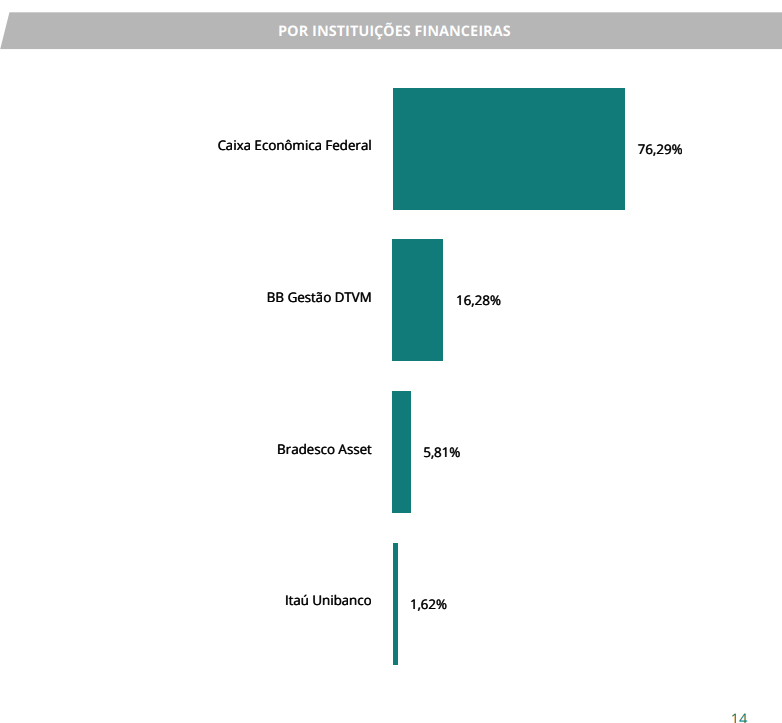 POR INSTITUIÇÕES FINANCEIRAS
Caixa Econômica Federal
76,29%
BB Gestão DTVM
16,28%
Bradesco Asset
5,81%
Itaú Unibanco
1,62%
14